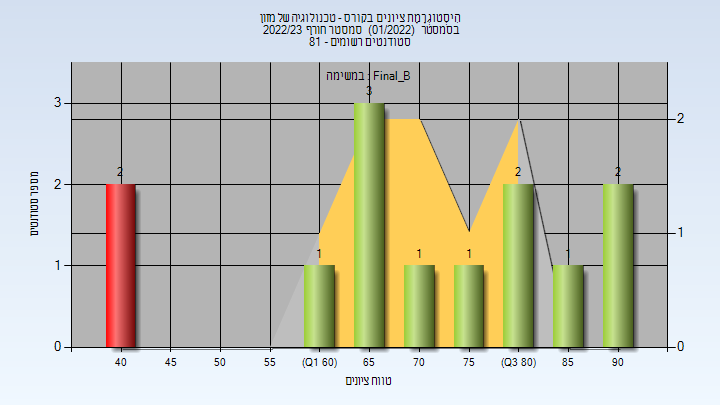 היסטוגרמת ציונים בקורס - טכנולוגיה של מזון
בסמסטר (01/2022) סמסטר חורף 2022/23
סטודנטים רשומים - 81
במשימה : Final_B
מספר סטודנטים
3
2
1
0
2
1
0
2
1
3
1
1
2
1
2
40 45 50 55 (Q1 60) 65 70 75 (Q3 80) 85 90
טווח ציונים